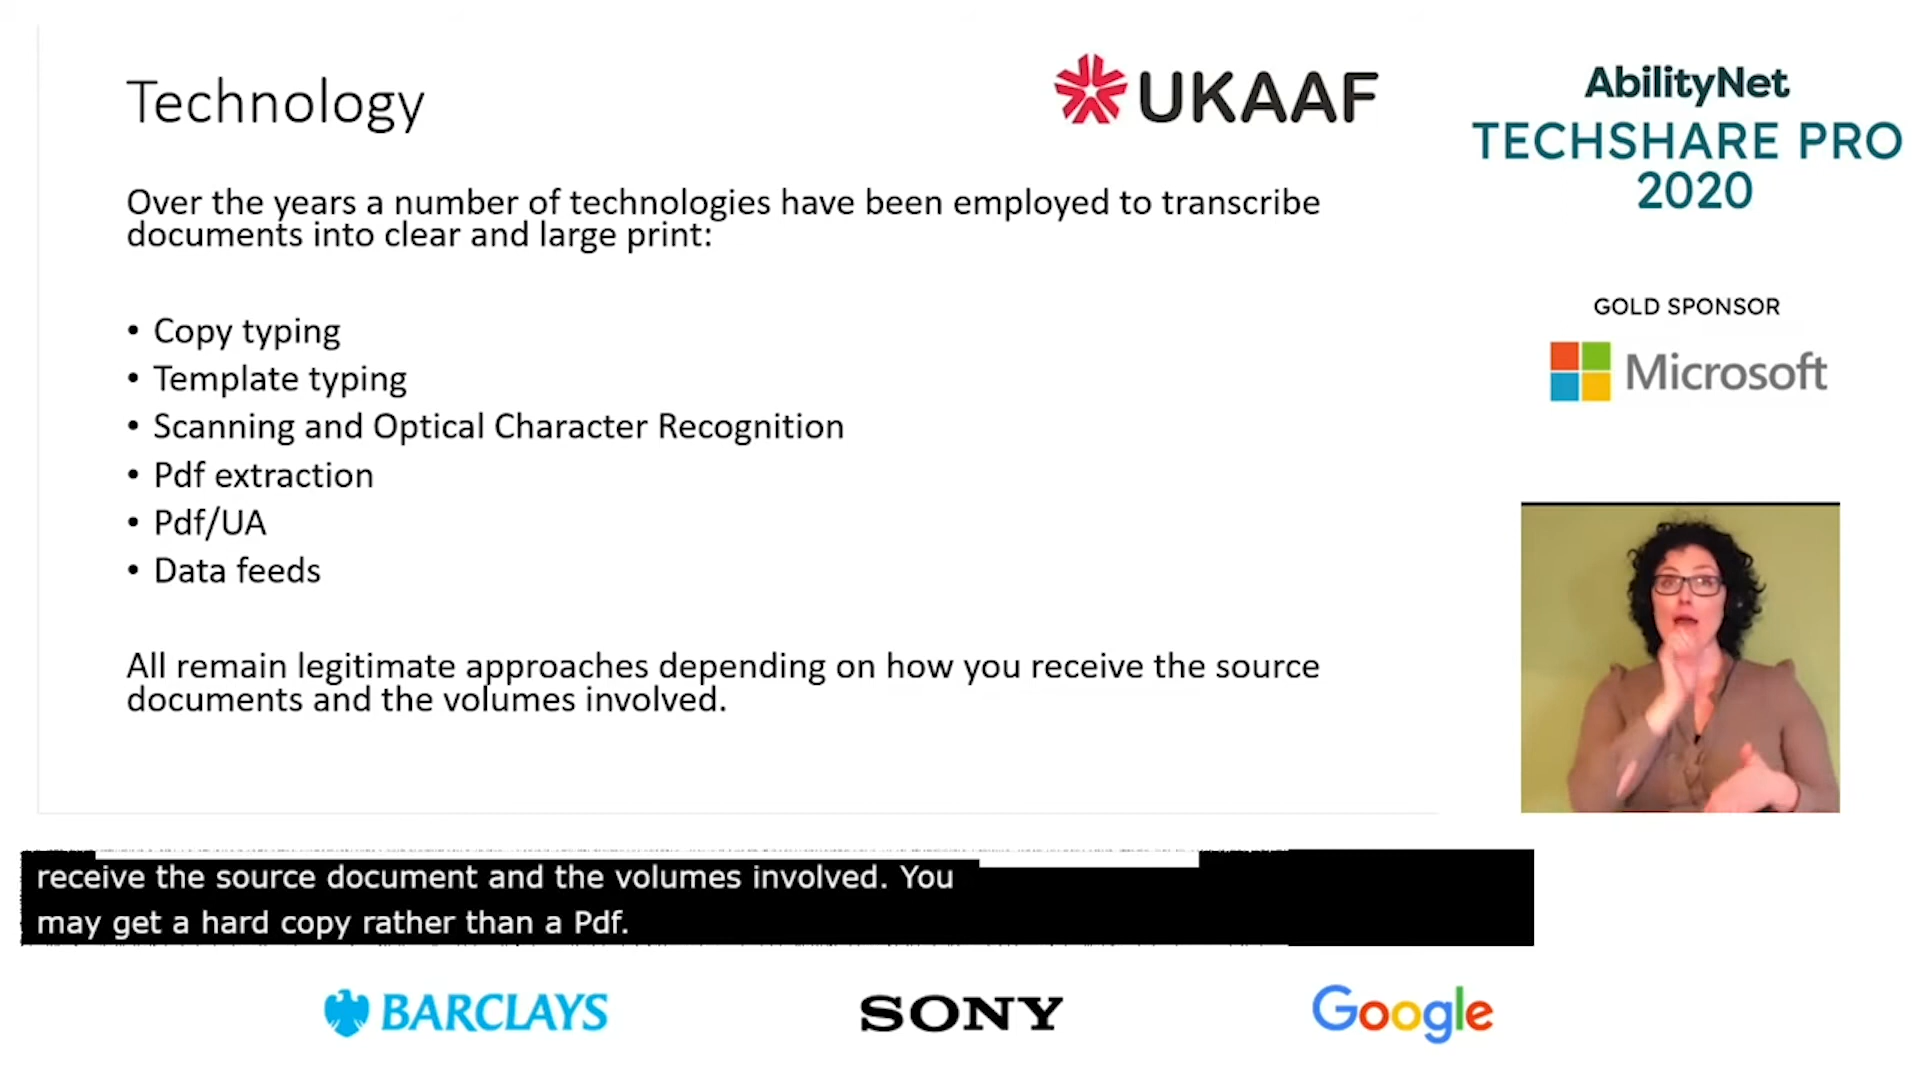 Technology
UKAAF
Over the years a number of technologies have been employed to transcribe
documents into clear and large print:
• Copy typing
• Template typing
• Scanning and Optical Character Recognition
• Pdf extraction
• Pdf/UA
• Data feeds
All remain legitimate approaches depending on how you receive the source
documents and the volumes involved.
AbilityNet
TECHSHARE PRO
2020
GOLD SPONSOR
Microsoft
receive the source document and the volumes involved. You
may get a hard copy rather than a Pdf.
BARCLAYS
SONY
Google